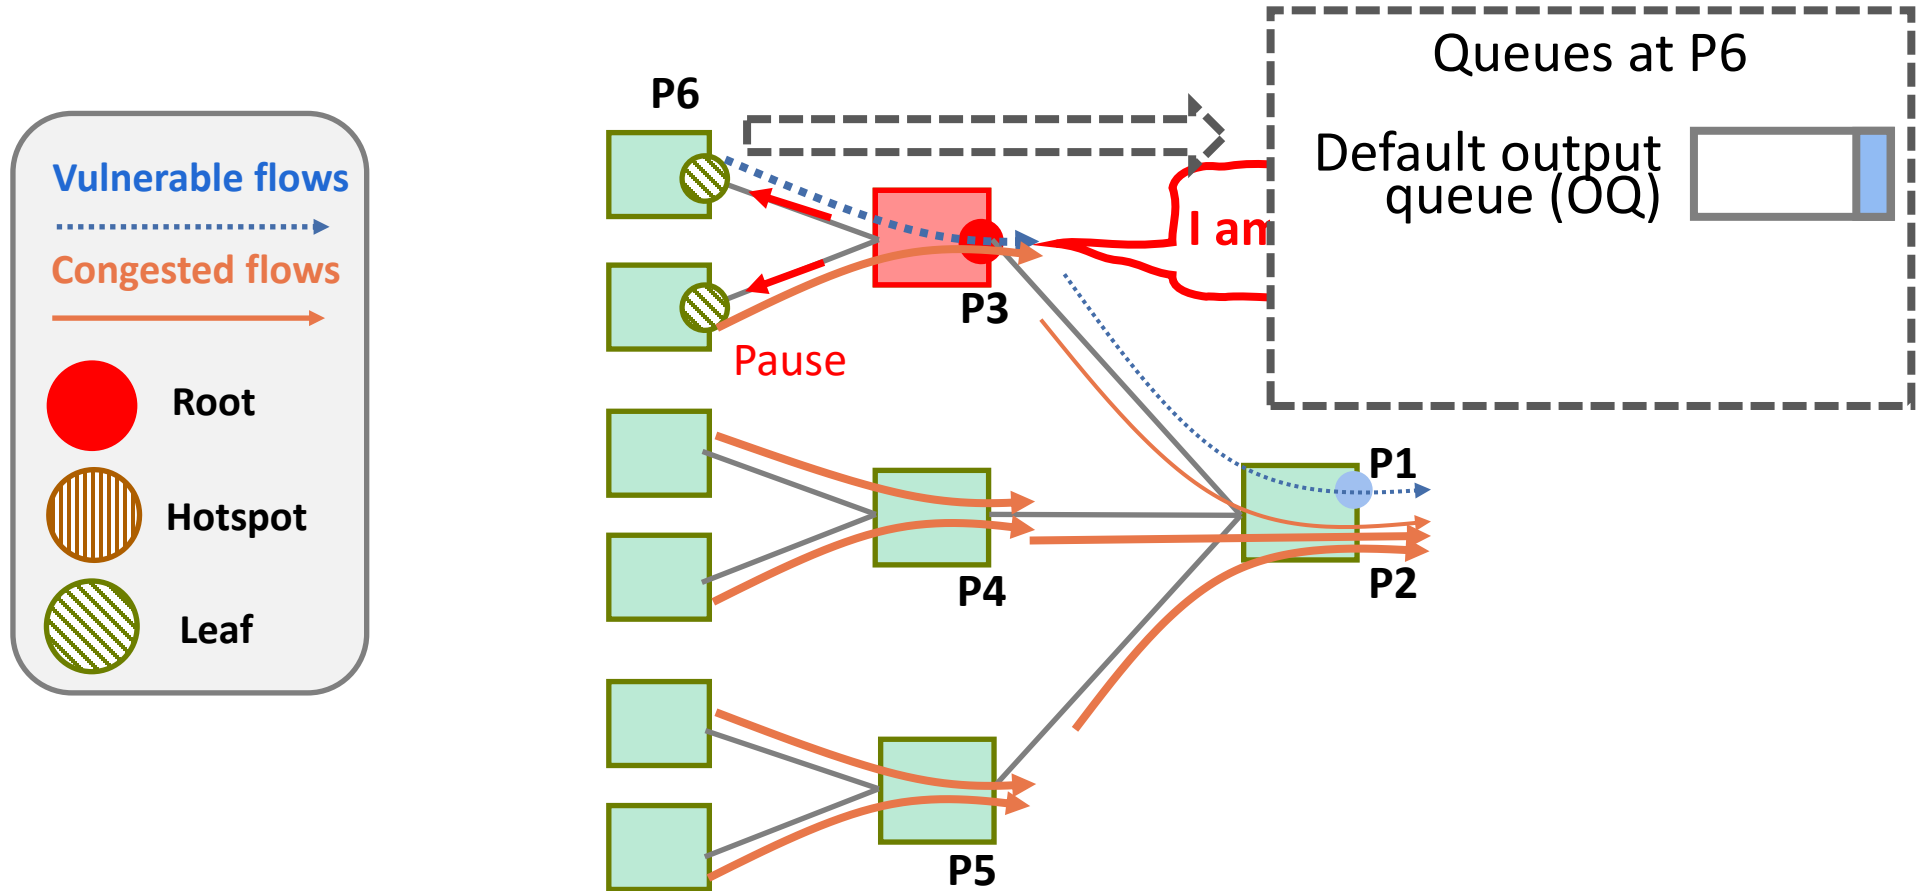 Vulnerable flows
Congested flows
Root
Hotspot
Leaf
P6
P3
Pause
I am
P4
P5
P1
P2
Queues at P6
Default output
queue (OQ)